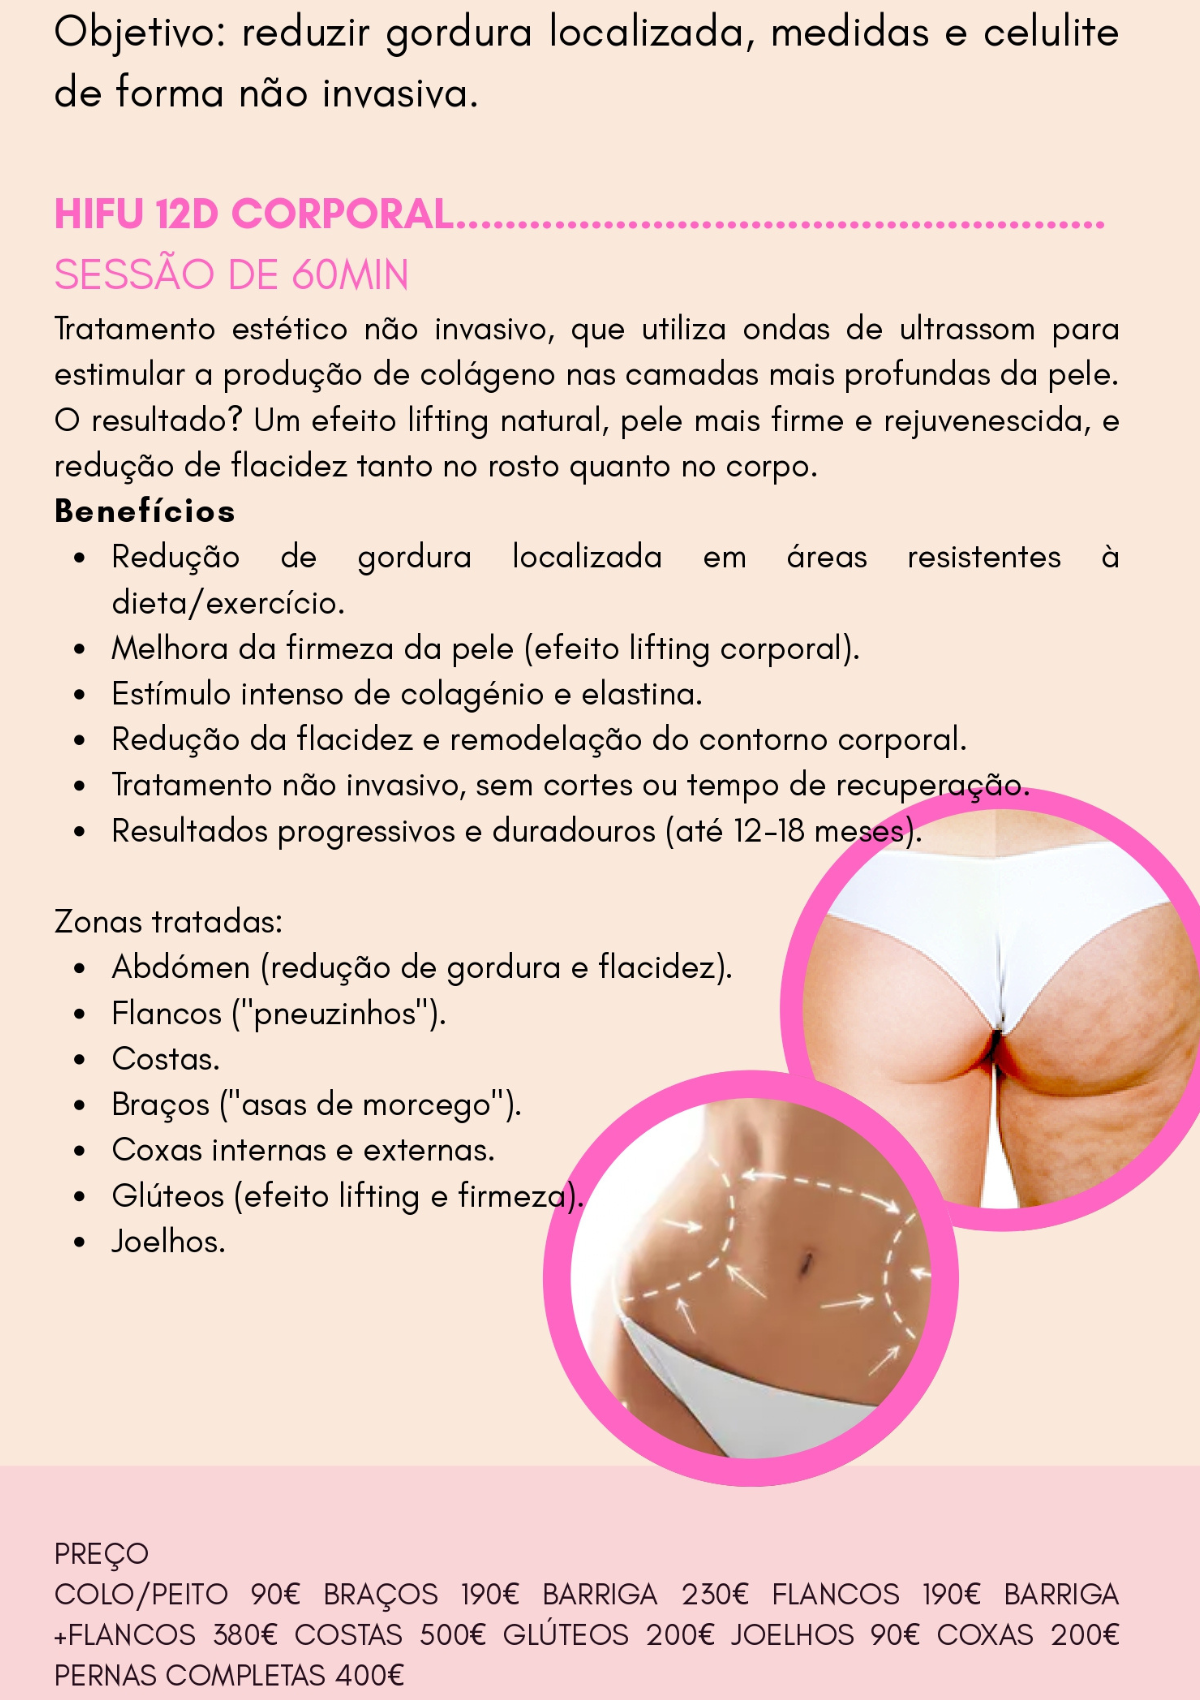 Objetivo: reduzir gordura localizada, medidas e celulite
de forma não invasiva.
HIFU 12D CORPORAL......................................................
SESSÃO DE 60MIN
Tratamento estético não invasivo, que utiliza ondas de ultrassom para
estimular a produção de colágeno nas camadas mais profundas da pele.
O resultado? Um efeito lifting natural, pele mais firme e rejuvenescida, e
redução de flacidez tanto no rosto quanto no corpo.
Benefícios
• Redução de gordura localizada em áreas resistentes à
dieta/exercício.
• Melhora da firmeza da pele (efeito lifting corporal).
• Estímulo intenso de colagénio e elastina.
• Redução da flacidez e remodelação do contorno corporal.
• Tratamento não invasivo, sem cortes ou tempo de recuperação.
• Resultados progressivos e duradouros (até 12-18 meses).
Zonas tratadas:
• Abdómen (redução de gordura e flacidez).
• Flancos ("pneuzinhos").
• Costas.
• Braços ("asas de morcego").
• Coxas internas e externas.
• Glúteos (efeito lifting e firmeza).
• Joelhos.
PREÇO
COLO/PEITO 90€ BRAÇOS 190€ BARRIGA 230€ FLANCOS 190€ BARRIGA
+FLANCOS 380€ COSTAS 500€ GLÚTEOS 200€ JOELHOS 90€ COXAS 200€
PERNAS COMPLETAS 400€